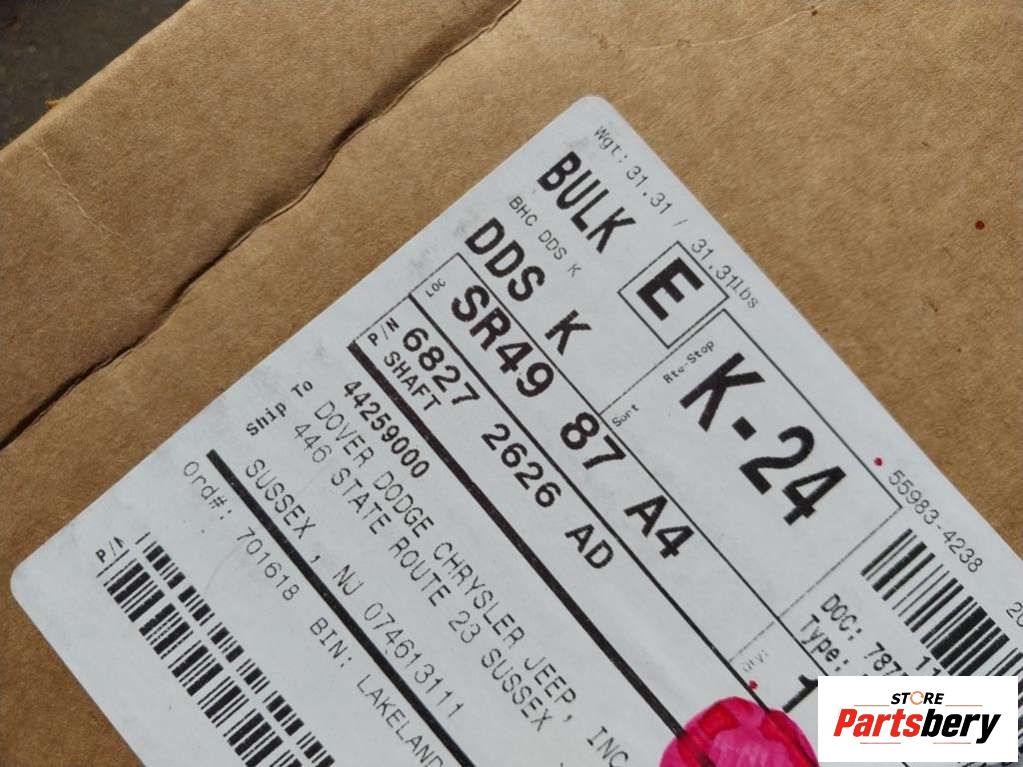 Wgt: 31.31 / 31.31lbs
BULK E
BHC DDS K
DDS K
Rte-Stop
K-24
LOC SR49 87 A4
Sort
P/N 6827 2626 AD
SHAFT
55983-4238
Ship To 44259000
DOVER DODGE CHRYSLER JEEP, INC
446 STATE ROUTE 23 SUSSEX
SUSSEX , NJ 074613111
Ord#: 701618 BIN: LAKELAND
DOC: 787
Type:
P/N
STORE
Partsbery